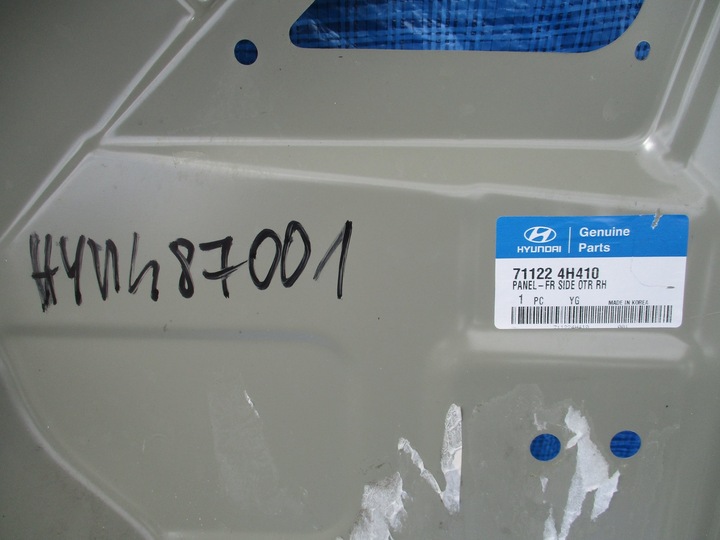 HYU487001
HYUNDAI
Genuine
Parts
71122 4H410
PANEL-FR SIDE OTR RH
1 PC YG MADE IN KOREA